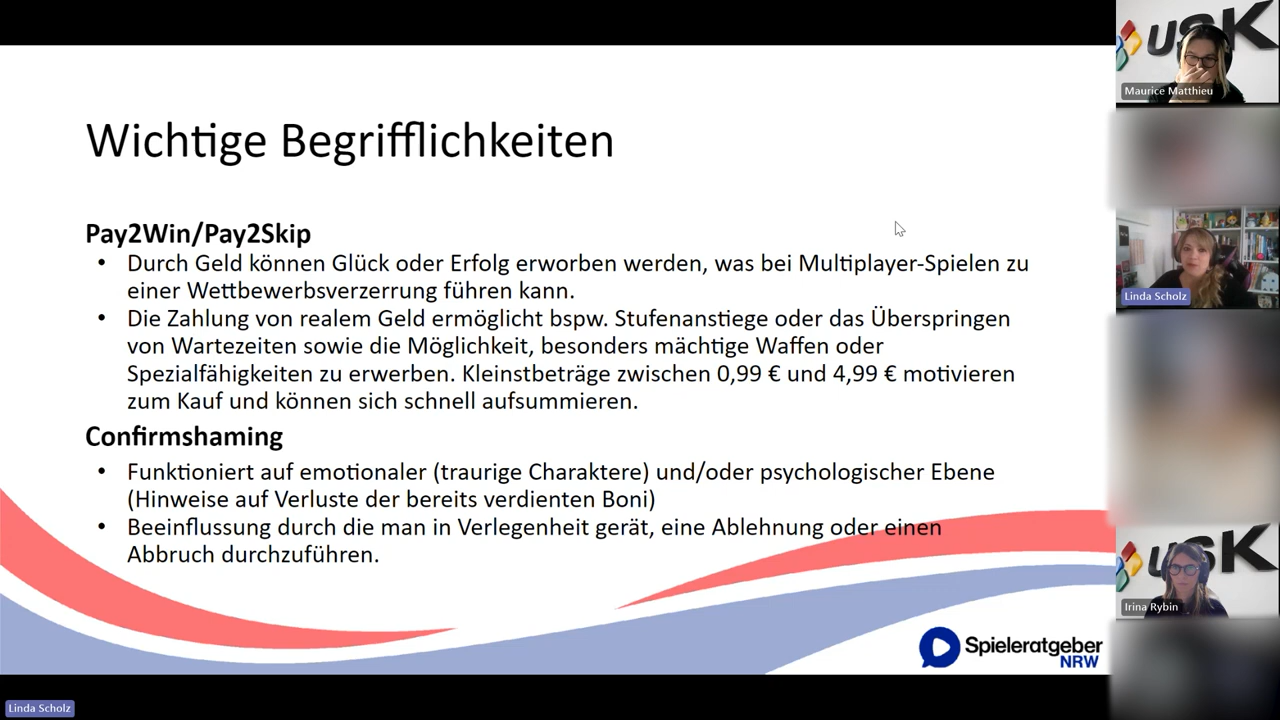 Wichtige Begrifflichkeiten
Pay2Win/Pay2Skip
• Durch Geld können Glück oder Erfolg erworben werden, was bei Multiplayer-Spielen zu
einer Wettbewerbsverzerrung führen kann.
• Die Zahlung von realem Geld ermöglicht bspw. Stufenanstiege oder das Überspringen
von Wartezeiten sowie die Möglichkeit, besonders mächtige Waffen oder
Spezialfähigkeiten zu erwerben. Kleinstbeträge zwischen 0,99 € und 4,99 € motivieren
zum Kauf und können sich schnell aufsummieren.
Confirmshaming
• Funktioniert auf emotionaler (traurige Charaktere) und/oder psychologischer Ebene
(Hinweise auf Verluste der bereits verdienten Boni)
• Beeinflussung durch die man in Verlegenheit gerät, eine Ablehnung oder einen
Abbruch durchzuführen.
Spieleratgeber
NRW
Linda Scholz
USK
Maurice Matthieu
Linda Scholz
USK
Irina Rybin